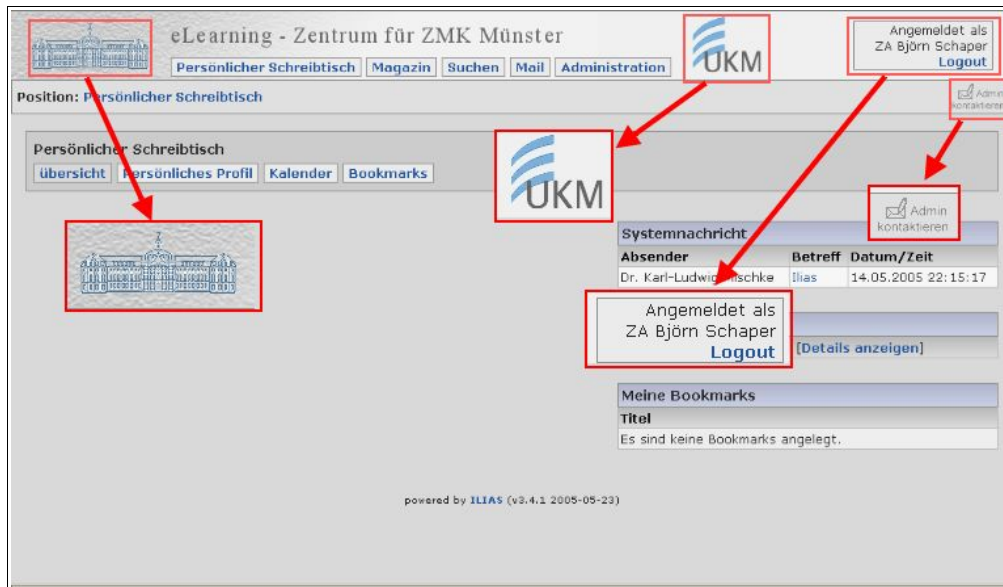 eLearning - Zentrum für ZMK Münster
Persönlicher Schreibtisch Magazin Suchen Mail Administration
UKM
Angemeldet als
ZA Björn Schaper
Logout
Position: Persönlicher Schreibtisch
Admin
kontaktieren
Persönlicher Schreibtisch
übersicht Persönliches Profil Kalender Bookmarks
UKM
Admin
kontaktieren
Systemnachricht
Absender Betreff Datum/Zeit
Dr. Karl-Ludwig Ilias 14.05.2005 22:15:17
Angemeldet als
ZA Björn Schaper
Logout
[Details anzeigen]
Meine Bookmarks
Titel
Es sind keine Bookmarks angelegt.
powered by ILIAS (v3.4.1 2005-05-23)